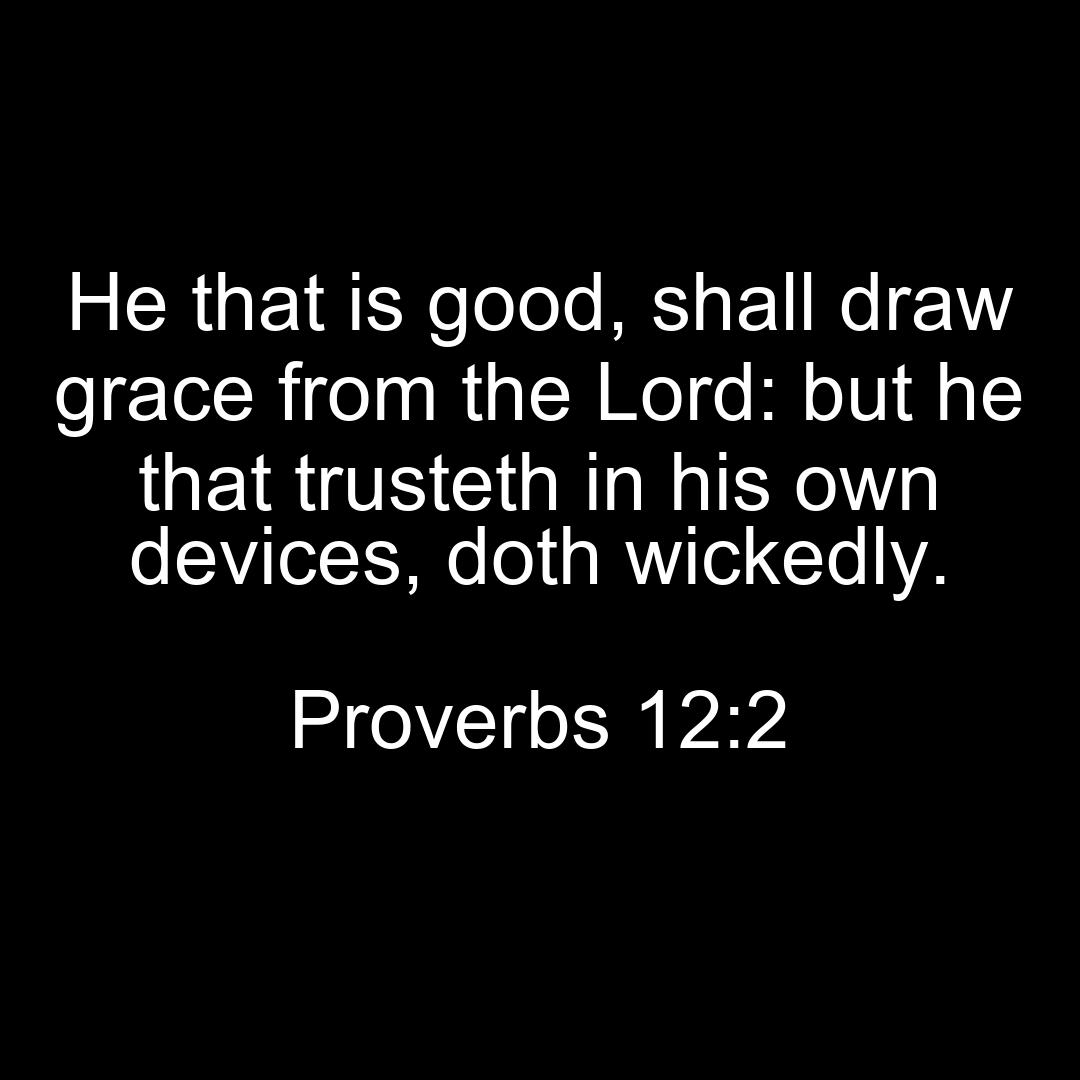 He that is good, shall draw
grace from the Lord: but he
that trusteth in his own
devices, doth wickedly.
Proverbs 12:2